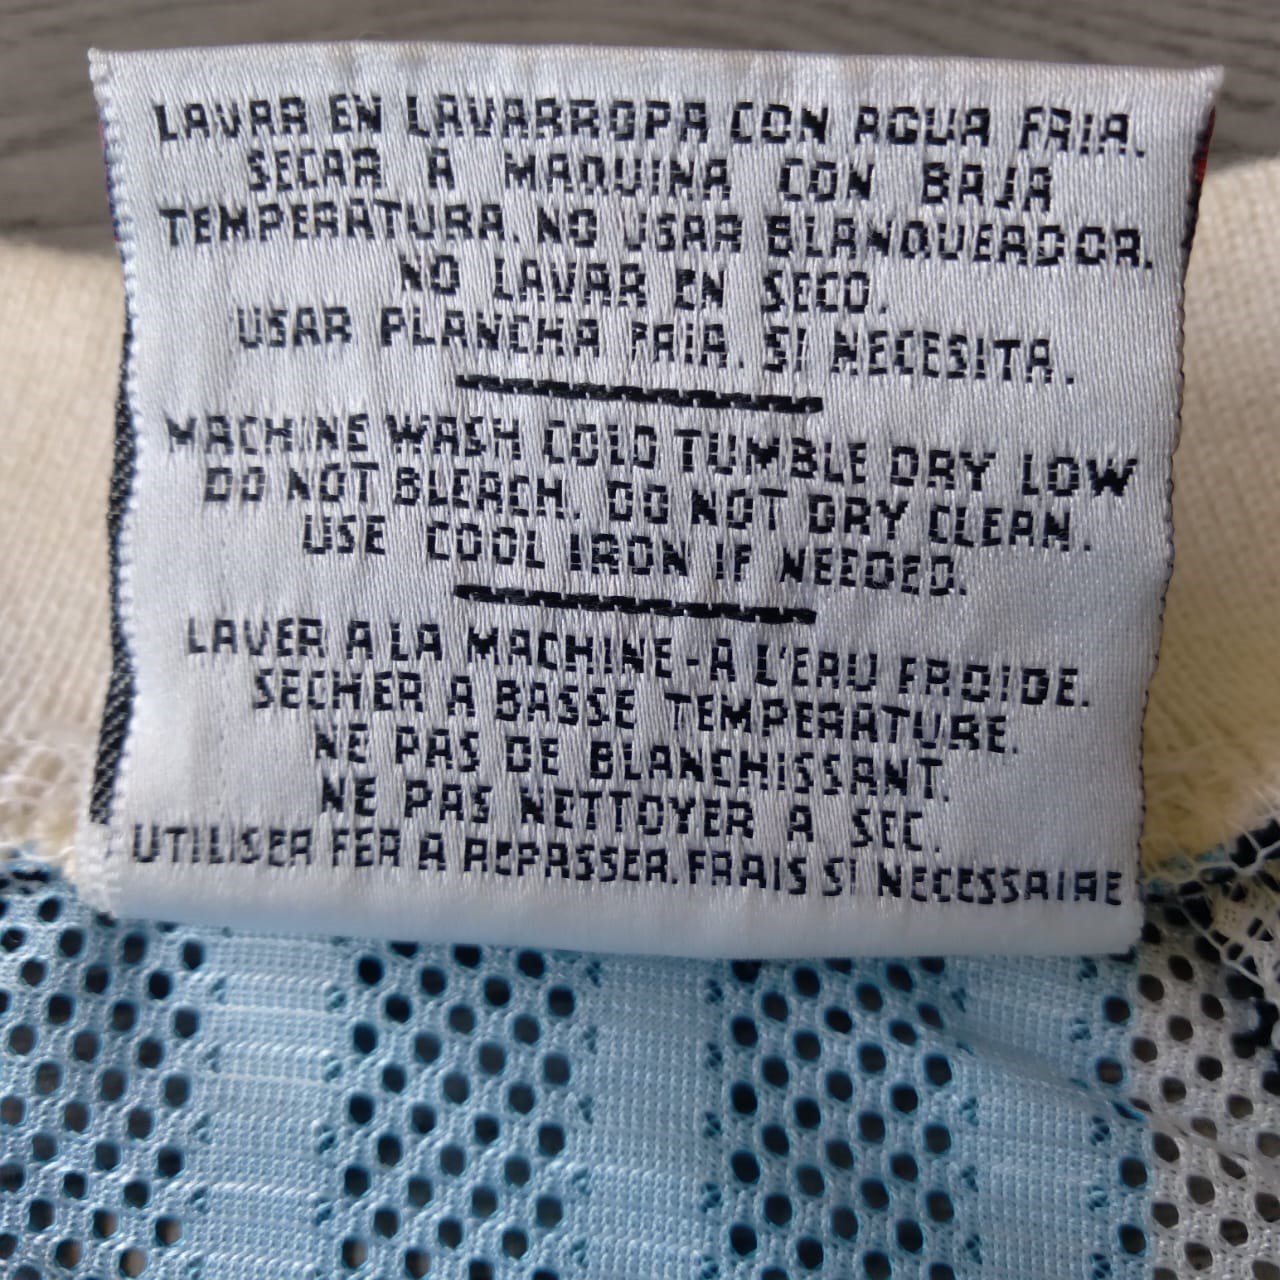 LAVAR EN LAVARROPA CON AGUA FRIA.
SECAR A MAQUINA CON BAJA
TEMPERATURA. NO USAR BLANQUEADOR.
NO LAVAR EN SECO.
USAR PLANCHA FRIA. SI NECESITA.
MACHINE WASH COLD TUMBLE DRY LOW
DO NOT BLEACH. DO NOT DRY CLEAN.
USE COOL IRON IF NEEDED.
LAVER A LA MACHINE-A L'EAU FROIDE.
SECHER A BASSE TEMPERATURE.
NE PAS DE BLANCHISSANT.
NE PAS NETTOYER A SEC.
UTILISER FER A REPASSER. FRAIS SI NECESSAIRE